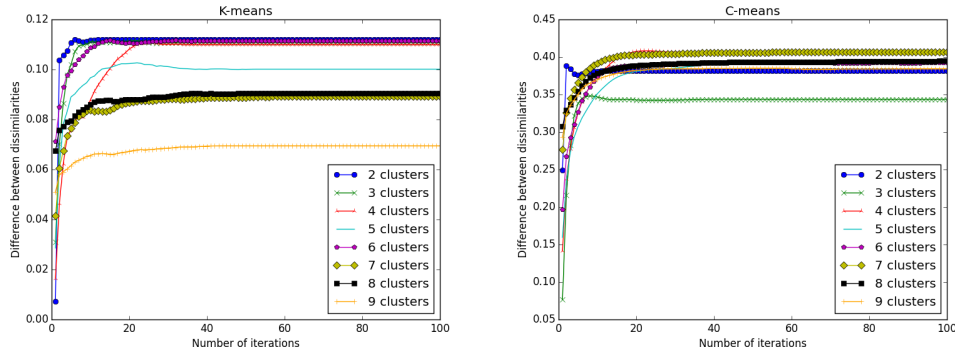 K-means
0.12
0.10
0.08
0.06
0.04
0.02
0.00
Difference between dissimilarities
2 clusters
3 clusters
4 clusters
5 clusters
6 clusters
7 clusters
8 clusters
9 clusters
0 20 40 60 80 100
Number of iterations
C-means
0.45
0.40
0.35
0.30
0.25
0.20
0.15
0.10
0.05
Difference between dissimilarities
2 clusters
3 clusters
4 clusters
5 clusters
6 clusters
7 clusters
8 clusters
9 clusters
0 20 40 60 80 100
Number of iterations